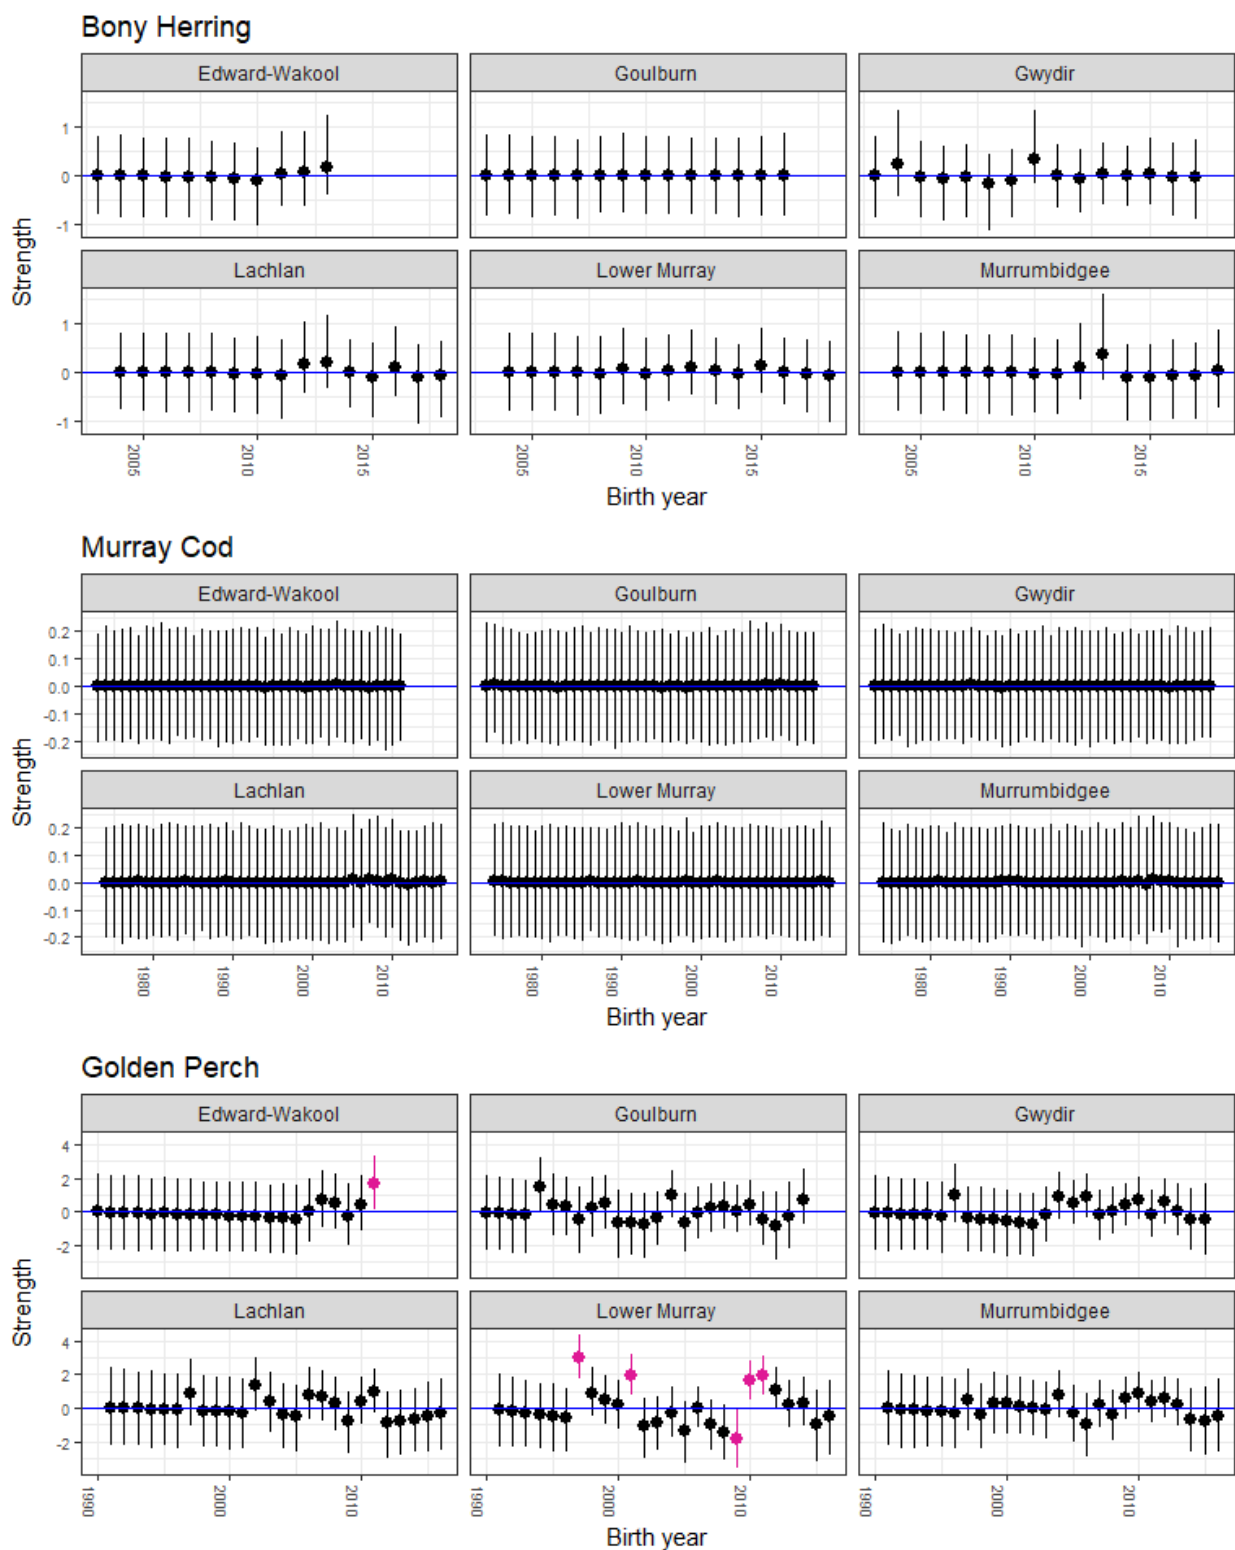 Bony Herring
Edward-Wakool Goulburn Gwydir
1
0
-1
Lachlan Lower Murray Murrumbidgee
1
0
-1
Strength
2005 2010 2015 2005 2010 2015 2005 2010 2015
Birth year
Murray Cod
Edward-Wakool Goulburn Gwydir
0.2
0.1
0.0
-0.1
-0.2
Lachlan Lower Murray Murrumbidgee
0.2
0.1
0.0
-0.1
-0.2
Strength
1980 1990 2000 2010 1980 1990 2000 2010 1980 1990 2000 2010
Birth year
Golden Perch
Edward-Wakool Goulburn Gwydir
4
2
0
-2
Lachlan Lower Murray Murrumbidgee
4
2
0
-2
Strength
1990 2000 2010 1990 2000 2010 1990 2000 2010
Birth year